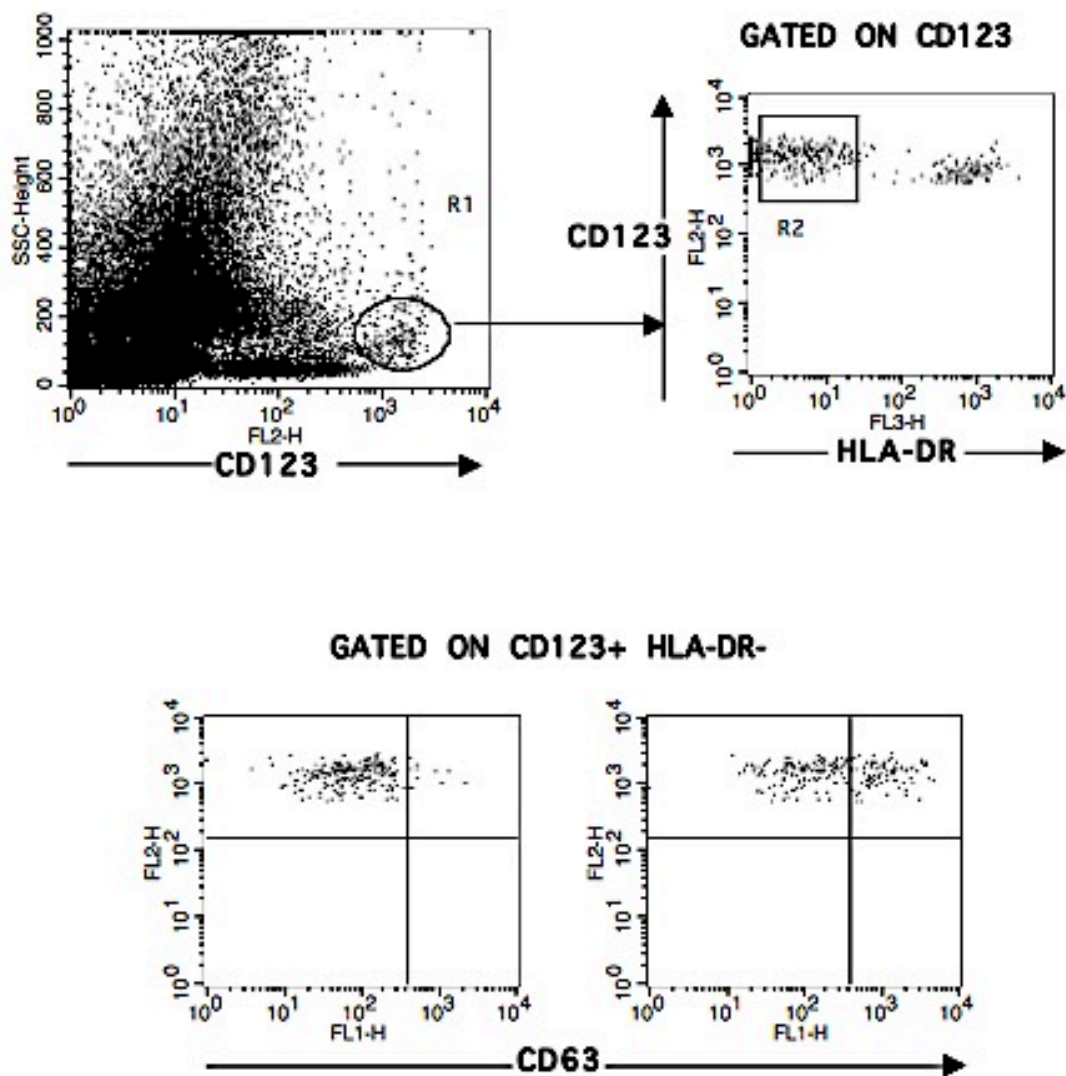 GATED ON CD123
1000
800
600
400
200
0
SSC-Height
R1
10^0 10^1 10^2 10^3 10^4
FL2-H
CD123
CD123
10^4
10^3
10^2
10^1
10^0
FL2-H
R2
10^0 10^1 10^2 10^3 10^4
FL3-H
HLA-DR
GATED ON CD123+ HLA-DR-
10^4
10^3
10^2
10^1
10^0
FL2-H
10^0 10^1 10^2 10^3 10^4
FL1-H
10^4
10^3
10^2
10^1
10^0
FL2-H
10^0 10^1 10^2 10^3 10^4
FL1-H
CD63